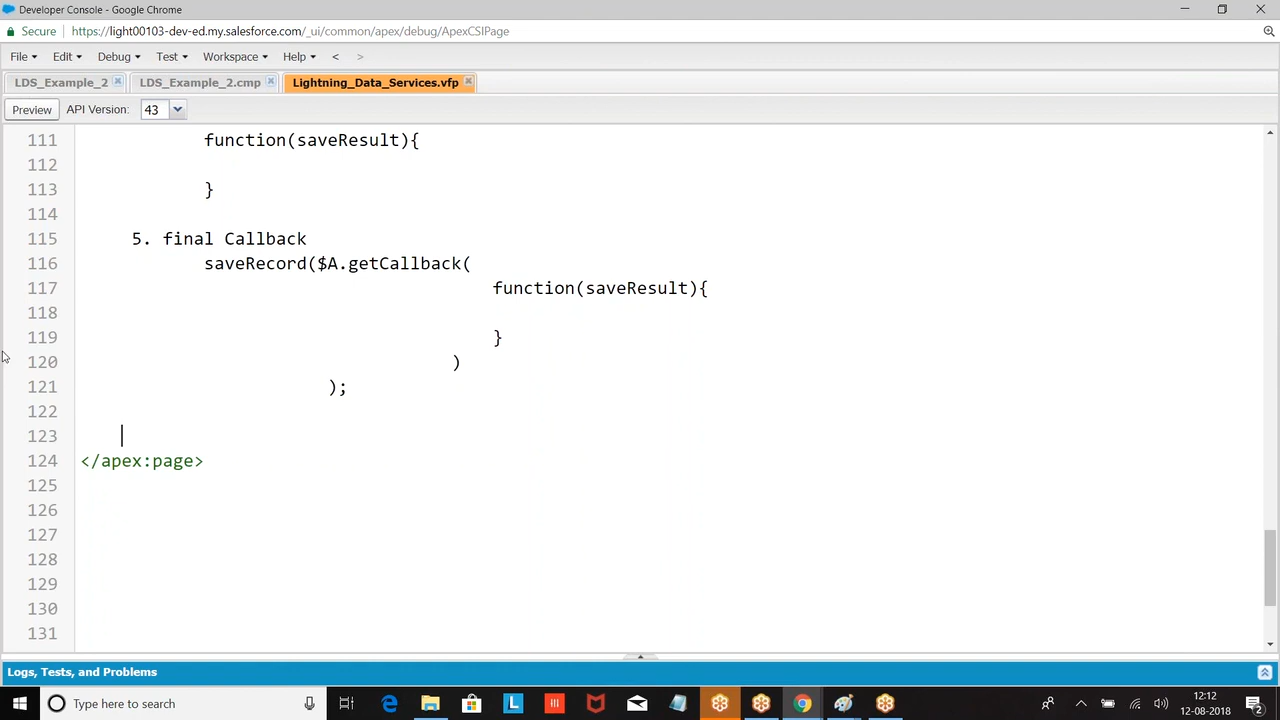 Developer Console - Google Chrome
Secure https://light00103-dev-ed.my.salesforce.com/_ui/common/apex/debug/ApexCSIPage
File Edit Debug Test Workspace Help < >
LDS_Example_2 LDS_Example_2.cmp Lightning_Data_Services.vfp
Preview API Version: 43
111 function(saveResult){
112
113 }
114
115 5. final Callback
116 saveRecord($A.getCallback(
117 function(saveResult){
118
119 }
120 )
121 );
122
123
124 </apex:page>
125
126
127
128
129
130
131
Logs, Tests, and Problems
Type here to search
12:12
12-08-2018
2